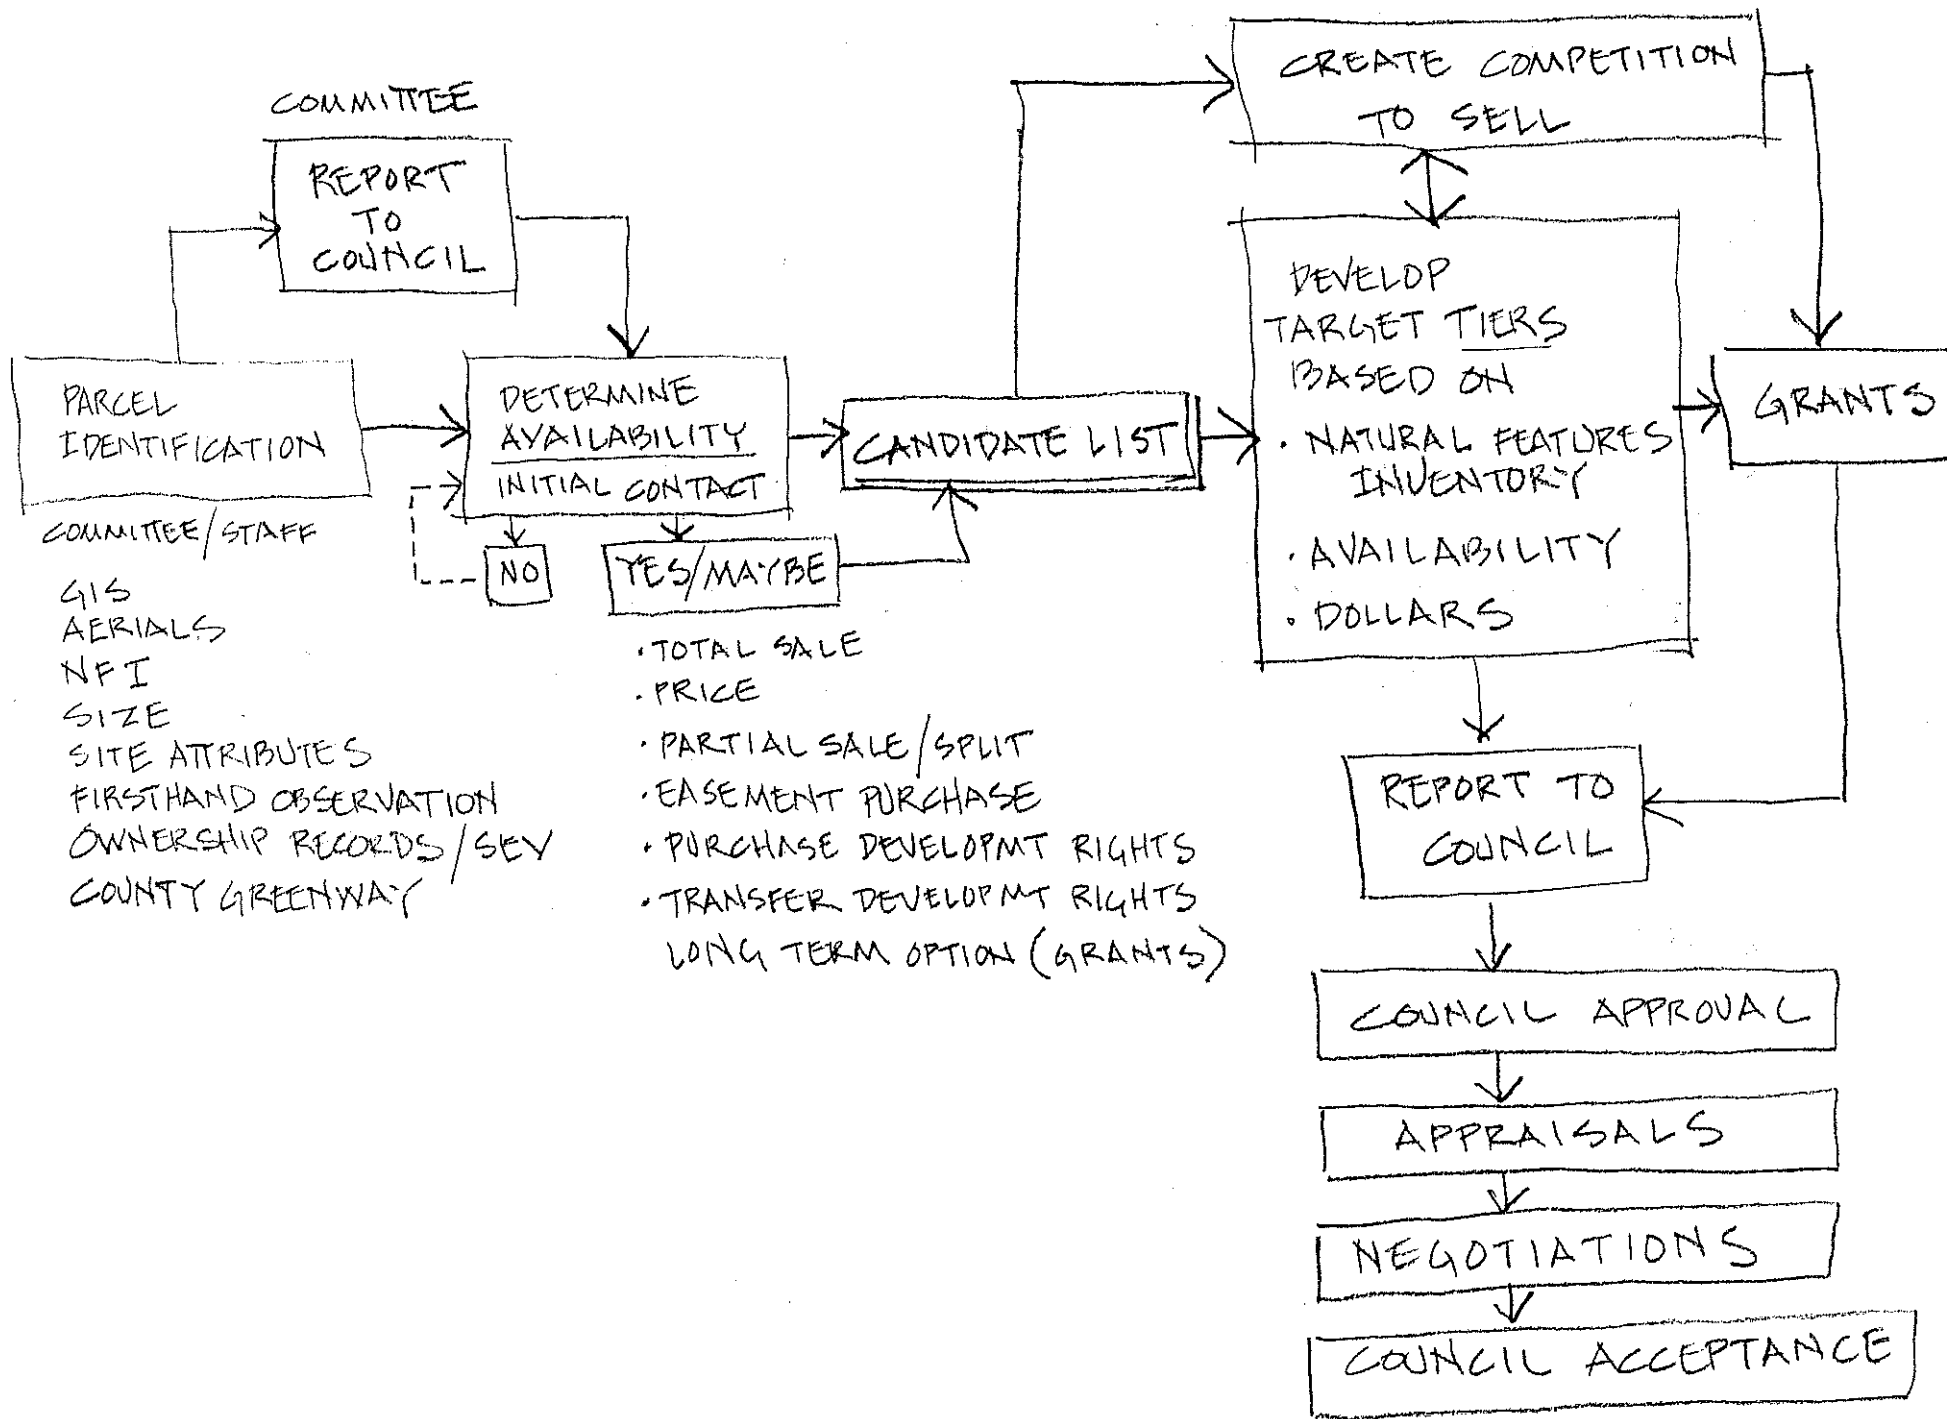 COMMITTEE
REPORT
TO
COUNCIL
PARCEL
IDENTIFICATION
COMMITTEE/STAFF
GIS
AERIALS
NFI
SIZE
SITE ATTRIBUTES
FIRSTHAND OBSERVATION
OWNERSHIP RECORDS/SEV
COUNTY GREENWAY
DETERMINE
AVAILABILITY
INITIAL CONTACT
NO
YES/MAYBE
· TOTAL SALE
· PRICE
· PARTIAL SALE/SPLIT
· EASEMENT PURCHASE
· PURCHASE DEVELOPMT RIGHTS
· TRANSFER DEVELOPMT RIGHTS
LONG TERM OPTION (GRANTS)
CANDIDATE LIST
CREATE COMPETITION
TO SELL
DEVELOP
TARGET TIERS
BASED ON
· NATURAL FEATURES
INVENTORY
· AVAILABILITY
· DOLLARS
GRANTS
REPORT TO
COUNCIL
COUNCIL APPROVAL
APPRAISALS
NEGOTIATIONS
COUNCIL ACCEPTANCE